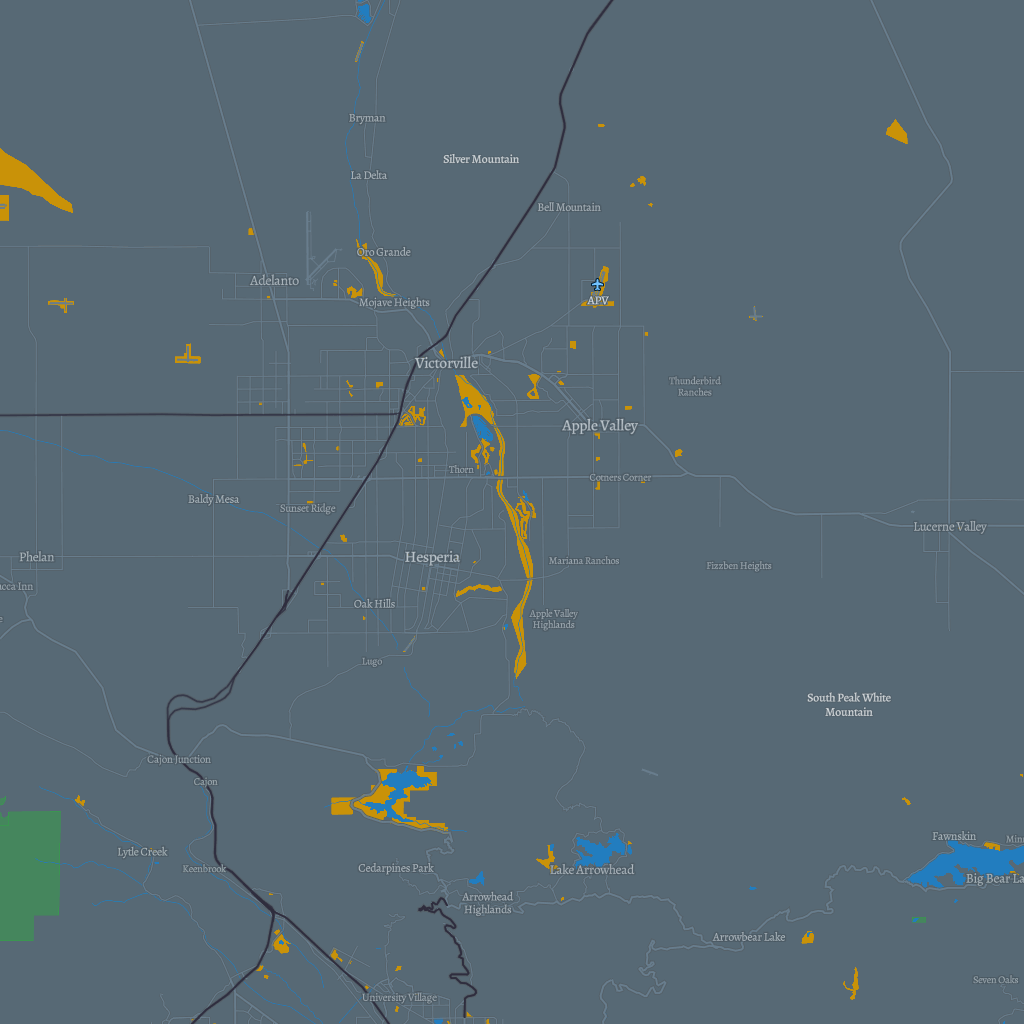 Bryman
Silver Mountain
La Delta
Bell Mountain
Oro Grande
Adelanto
APV
Mojave Heights
Victorville
Thunderbird
Ranches
Apple Valley
Thorn
Cotners Corner
Baldy Mesa
Sunset Ridge
Lucerne Valley
Phelan
Hesperia
Mariana Ranchos
Fizzben Heights
cca Inn
Oak Hills
Apple Valley
Highlands
Lugo
South Peak White
Mountain
Cajon Junction
Cajon
Fawnskin
Min
Lytle Creek
Keenbrook
Cedarpines Park
Lake Arrowhead
Big Bear La
Arrowhead
Highlands
Arrowbear Lake
Seven Oaks
University Village